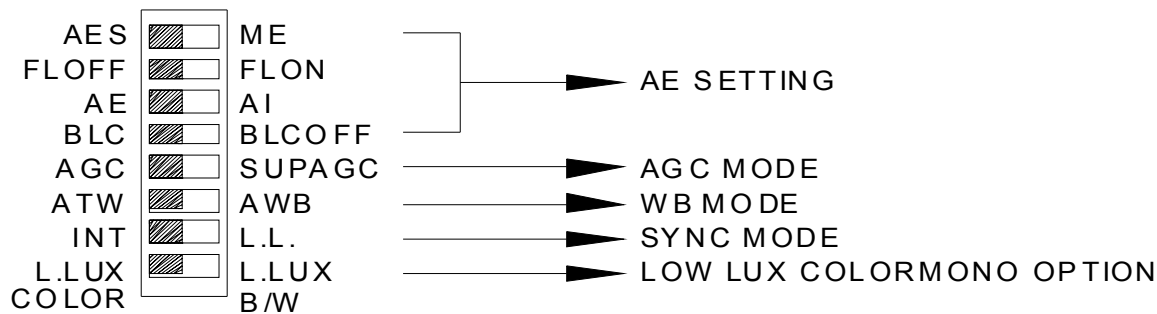 AES ME
FLOFF FLON AE SETTING
AE AI
BLC BLCOFF
AGC SUPAGC AGC MODE
ATW AWB WB MODE
INT L.L. SYNC MODE
L.LUX L.LUX LOW LUX COLORMONO OPTION
COLOR B/W